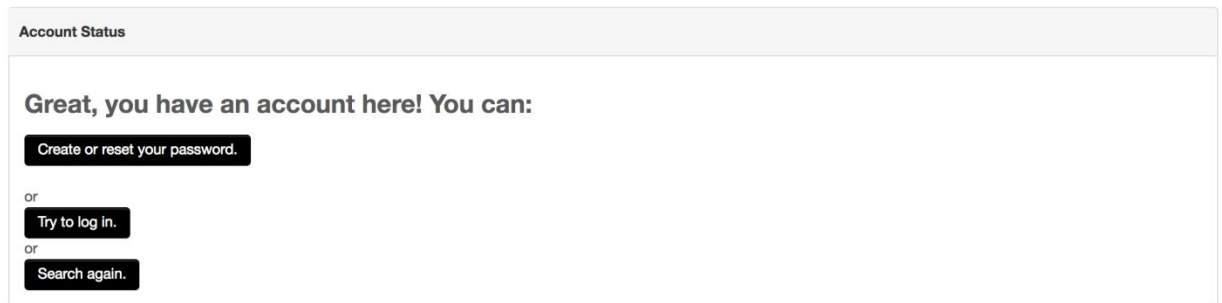 Account Status
Great, you have an account here! You can:
Create or reset your password.
or
Try to log in.
or
Search again.